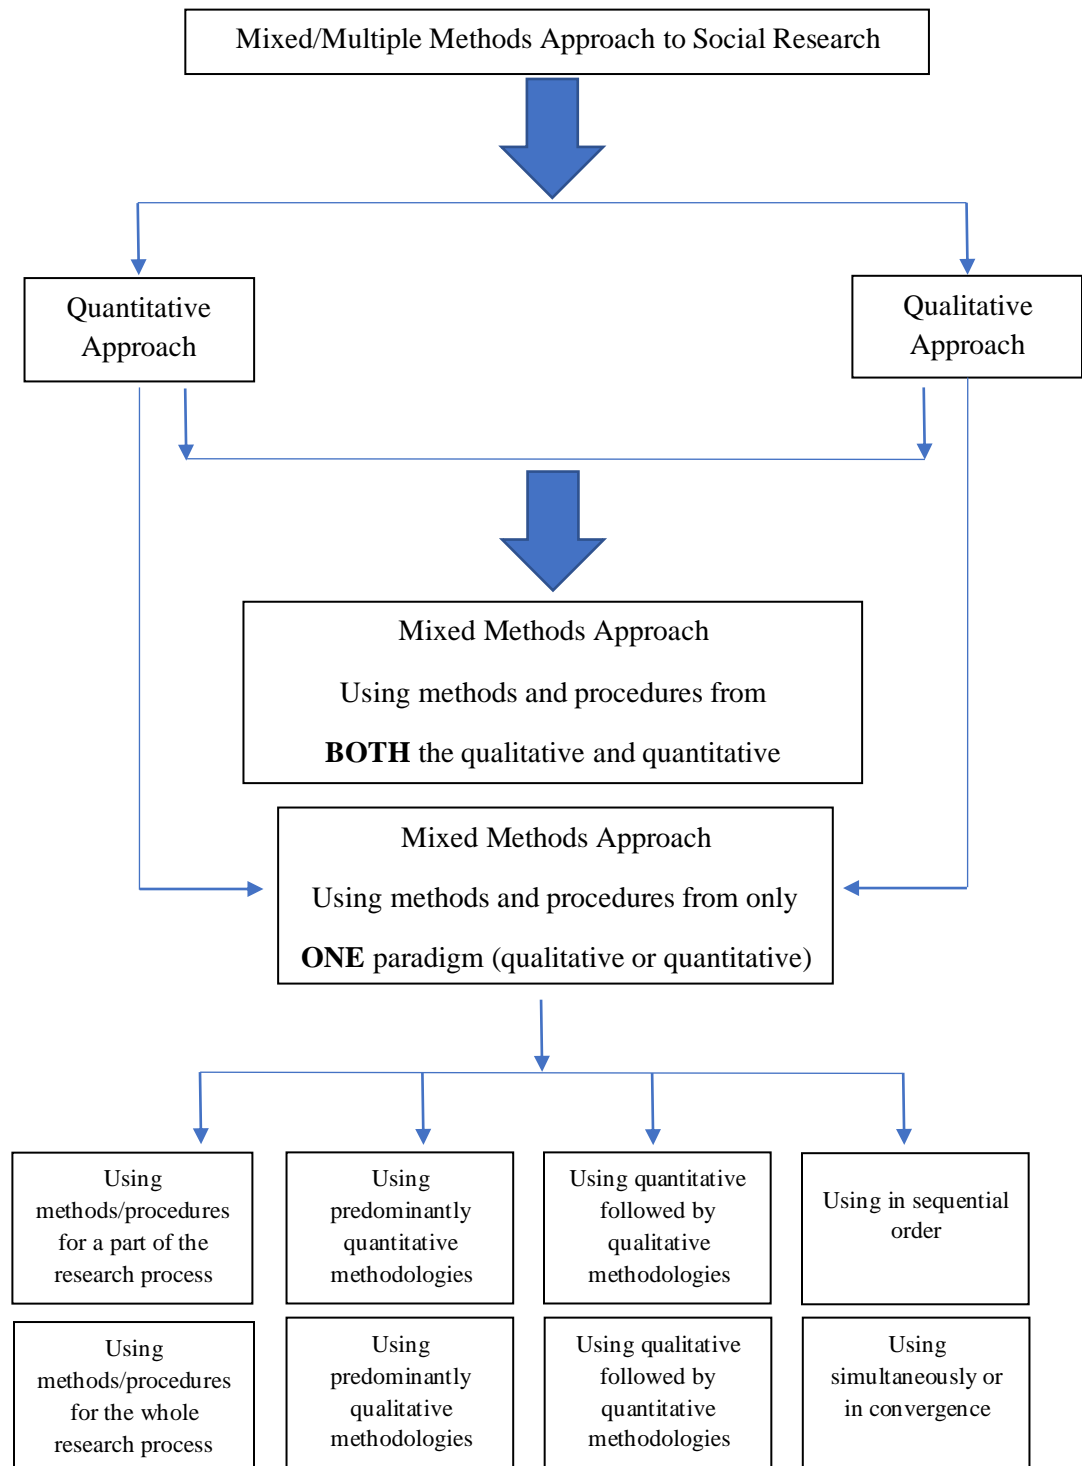 Mixed/Multiple Methods Approach to Social Research
Quantitative
Approach
Qualitative
Approach
Mixed Methods Approach
Using methods and procedures from
BOTH the qualitative and quantitative
Mixed Methods Approach
Using methods and procedures from only
ONE paradigm (qualitative or quantitative)
Using
methods/procedures
for a part of the
research process
Using
predominantly
quantitative
methodologies
Using quantitative
followed by
qualitative
methodologies
Using in sequential
order
Using
methods/procedures
for the whole
research process
Using
predominantly
qualitative
methodologies
Using qualitative
followed by
quantitative
methodologies
Using
simultaneously or
in convergence